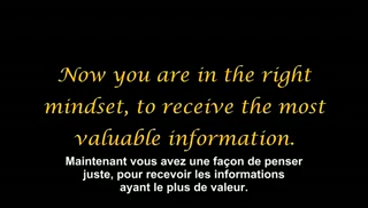 Now you are in the right
mindset, to receive the most
valuable information.
Maintenant vous avez une façon de penser
juste, pour recevoir les informations
ayant le plus de valeur.